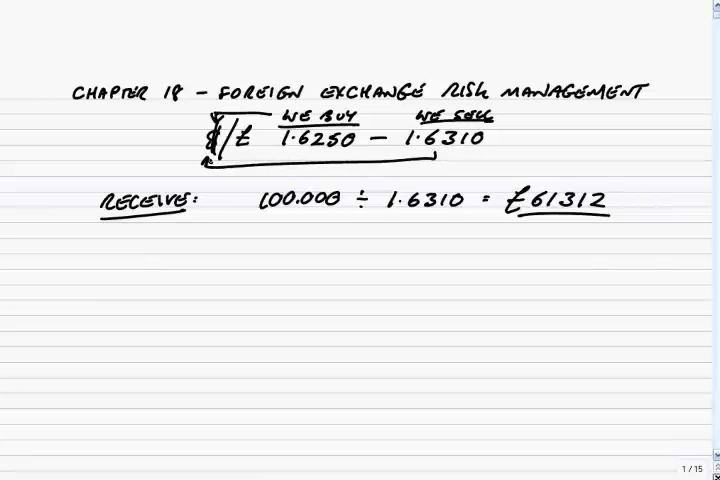 CHAPTER 18 - FOREIGN EXCHANGE RISK MANAGEMENT
WE BUY WE SELL
$/£ 1.6250 - 1.6310
RECEIVE: 100.000 ÷ 1.6310 = £61312
1 / 15